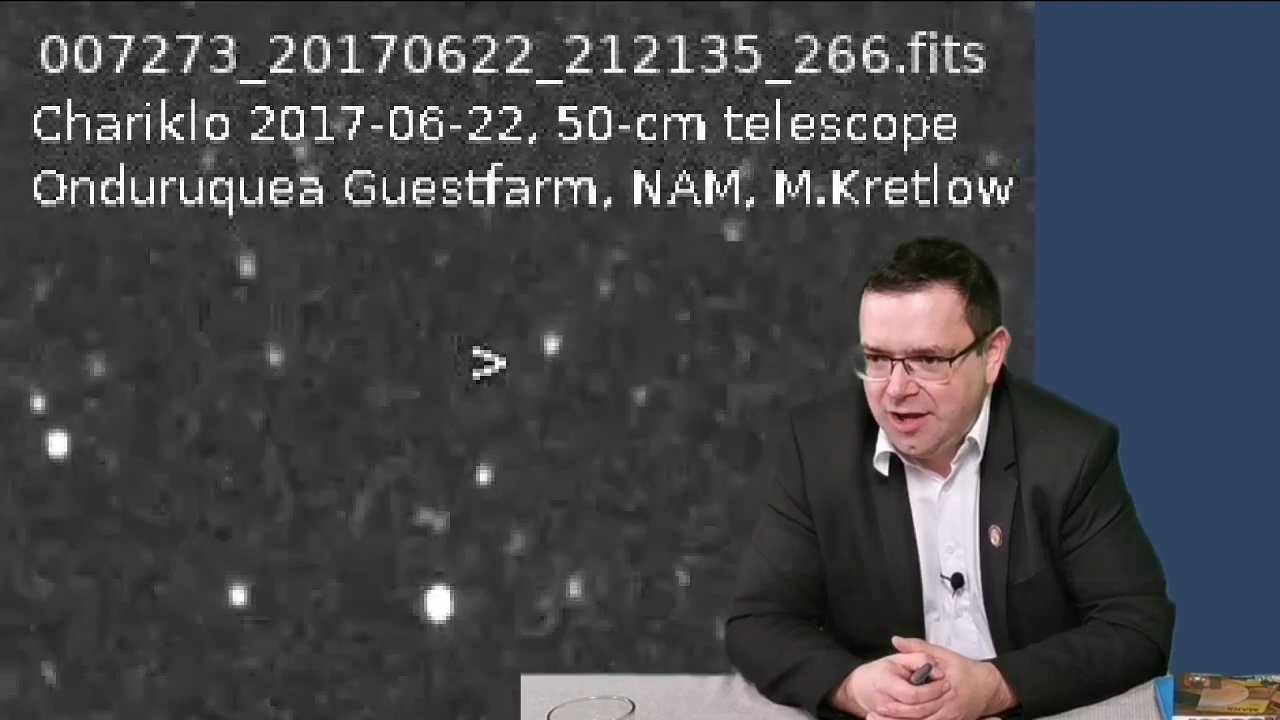 007273_20170622_212135_266.fits
Chariklo 2017-06-22, 50-cm telescope
Onduruquea Guestfarm, NAM, M.Kretlow
>